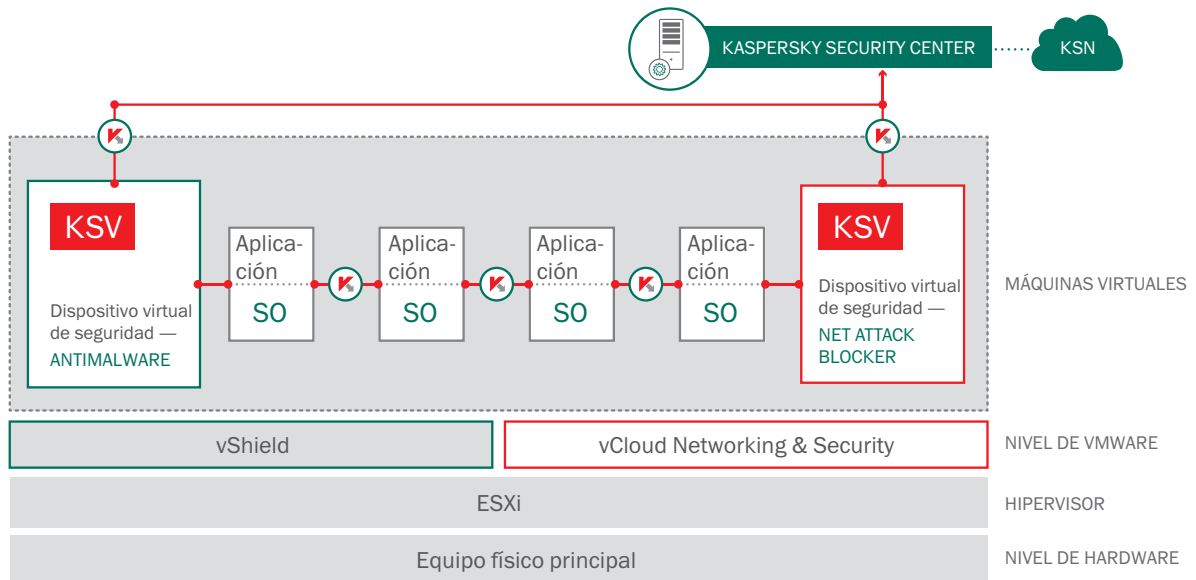 KASPERSKY SECURITY CENTER
KSN
KSV
Dispositivo virtual
de seguridad —
ANTIMALWARE
Aplica-
ción
SO
Aplica-
ción
SO
Aplica-
ción
SO
Aplica-
ción
SO
KSV
Dispositivo virtual
de seguridad —
NET ATTACK
BLOCKER
MÁQUINAS VIRTUALES
vShield
vCloud Networking & Security
NIVEL DE VMWARE
ESXi
HIPERVISOR
Equipo físico principal
NIVEL DE HARDWARE